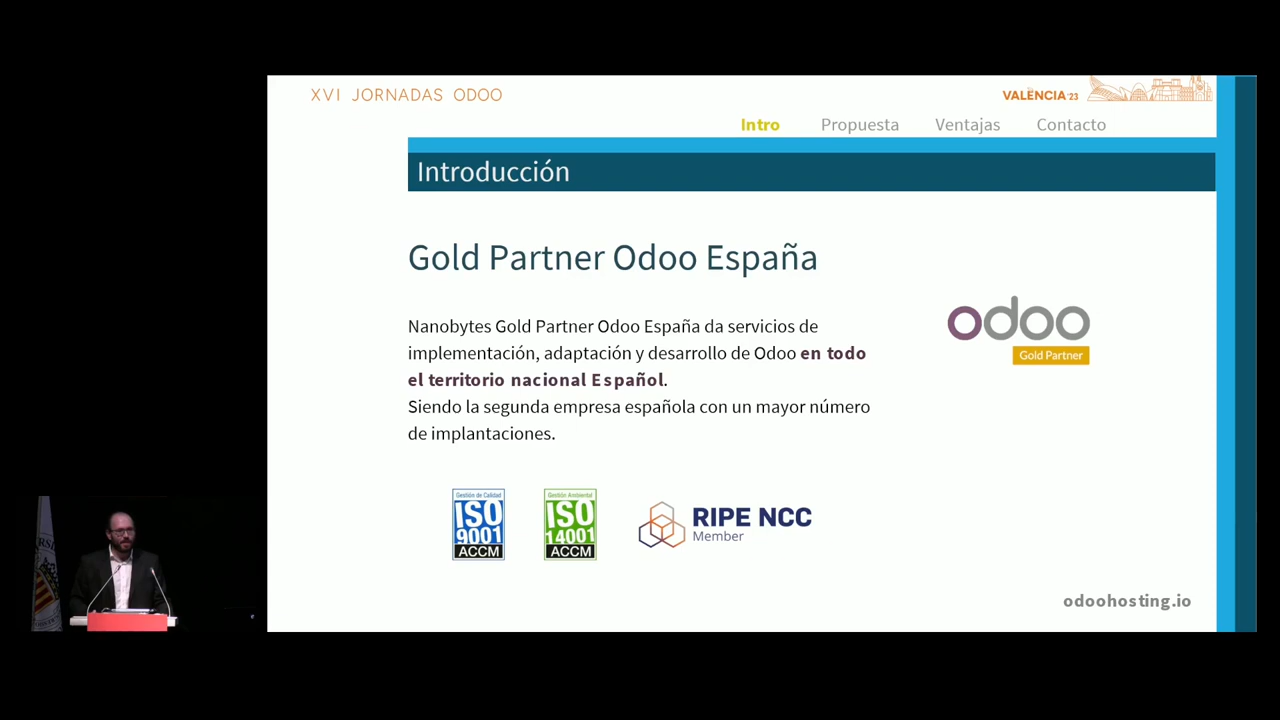 XVI JORNADAS ODOO
VALÈNCIA '23
Intro Propuesta Ventajas Contacto
Introducción
Gold Partner Odoo España
Nanobytes Gold Partner Odoo España da servicios de
implementación, adaptación y desarrollo de Odoo en todo
el territorio nacional Español.
Siendo la segunda empresa española con un mayor número
de implantaciones.
odoo
Gold Partner
Gestión de Calidad
ISO
9001
ACCM
Gestión Ambiental
ISO
14001
ACCM
RIPE NCC
Member
odoohosting.io